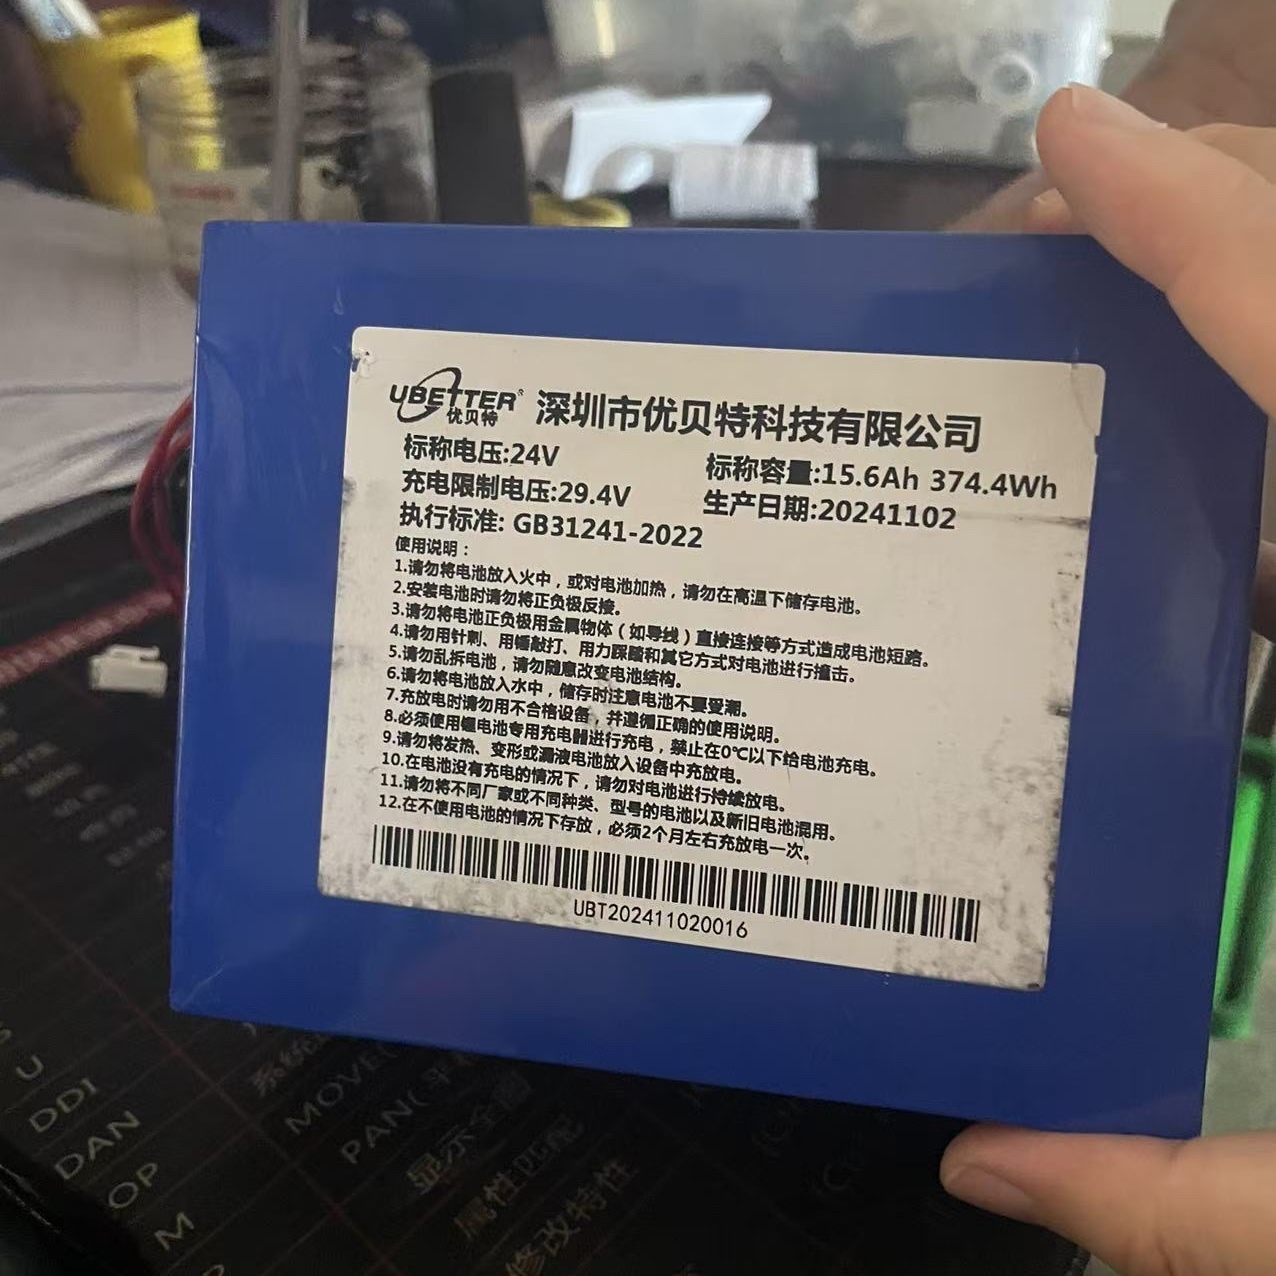 UBETTER®
优贝特
深圳市优贝特科技有限公司
标称电压:24V
标称容量:15.6Ah 374.4Wh
充电限制电压:29.4V
生产日期:20241102
执行标准: GB31241-2022
使用说明：
1.请勿将电池放入火中，或对电池加热，请勿在高温下储存电池。
2.安装电池时请勿将正负极反接。
3.请勿将电池正负极用金属物体（如导线）直接连接等方式造成电池短路。
4.请勿用针刺、用锤敲打、用力踩踏和其它方式对电池进行撞击。
5.请勿乱拆电池，请勿随意改变电池结构。
6.请勿将电池放入水中，储存时注意电池不要受潮。
7.充放电时请勿用不合格设备，并遵循正确的使用说明。
8.必须使用锂电池专用充电器进行充电，禁止在0℃以下给电池充电。
9.请勿将发热、变形或漏液电池放入设备中充放电。
10.在电池没有充电的情况下，请勿对电池进行持续放电。
11.请勿将不同厂家或不同种类、型号的电池以及新旧电池混用。
12.在不使用电池的情况下存放，必须2个月左右充放电一次。
UBT202411020016
U
DDI
DAN
OP
M
MOVE(
PAN(平
显示全
属性匹配
修改特性